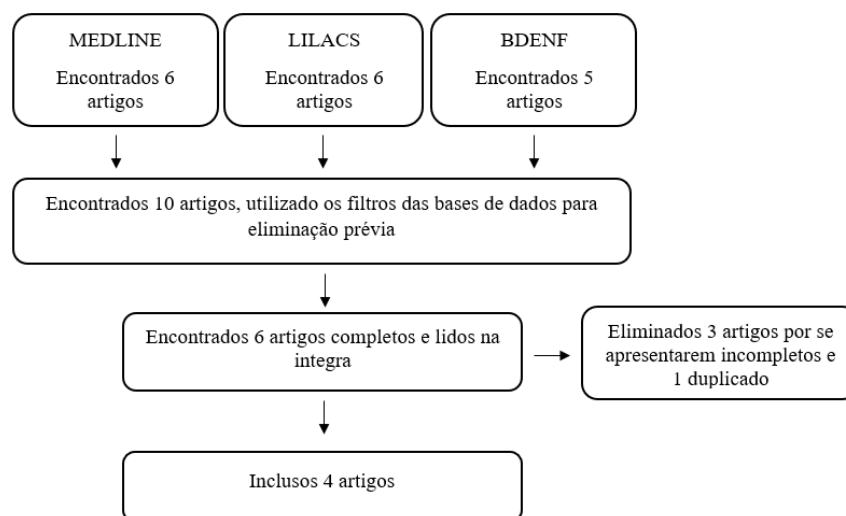 MEDLINE
Encontrados 6
artigos
LILACS
Encontrados 6
artigos
BDENF
Encontrados 5
artigos
Encontrados 10 artigos, utilizado os filtros das bases de dados para
eliminação prévia
Encontrados 6 artigos completos e lidos na
integra
Eliminados 3 artigos por se
apresentarem incompletos e
1 duplicado
Inclusos 4 artigos